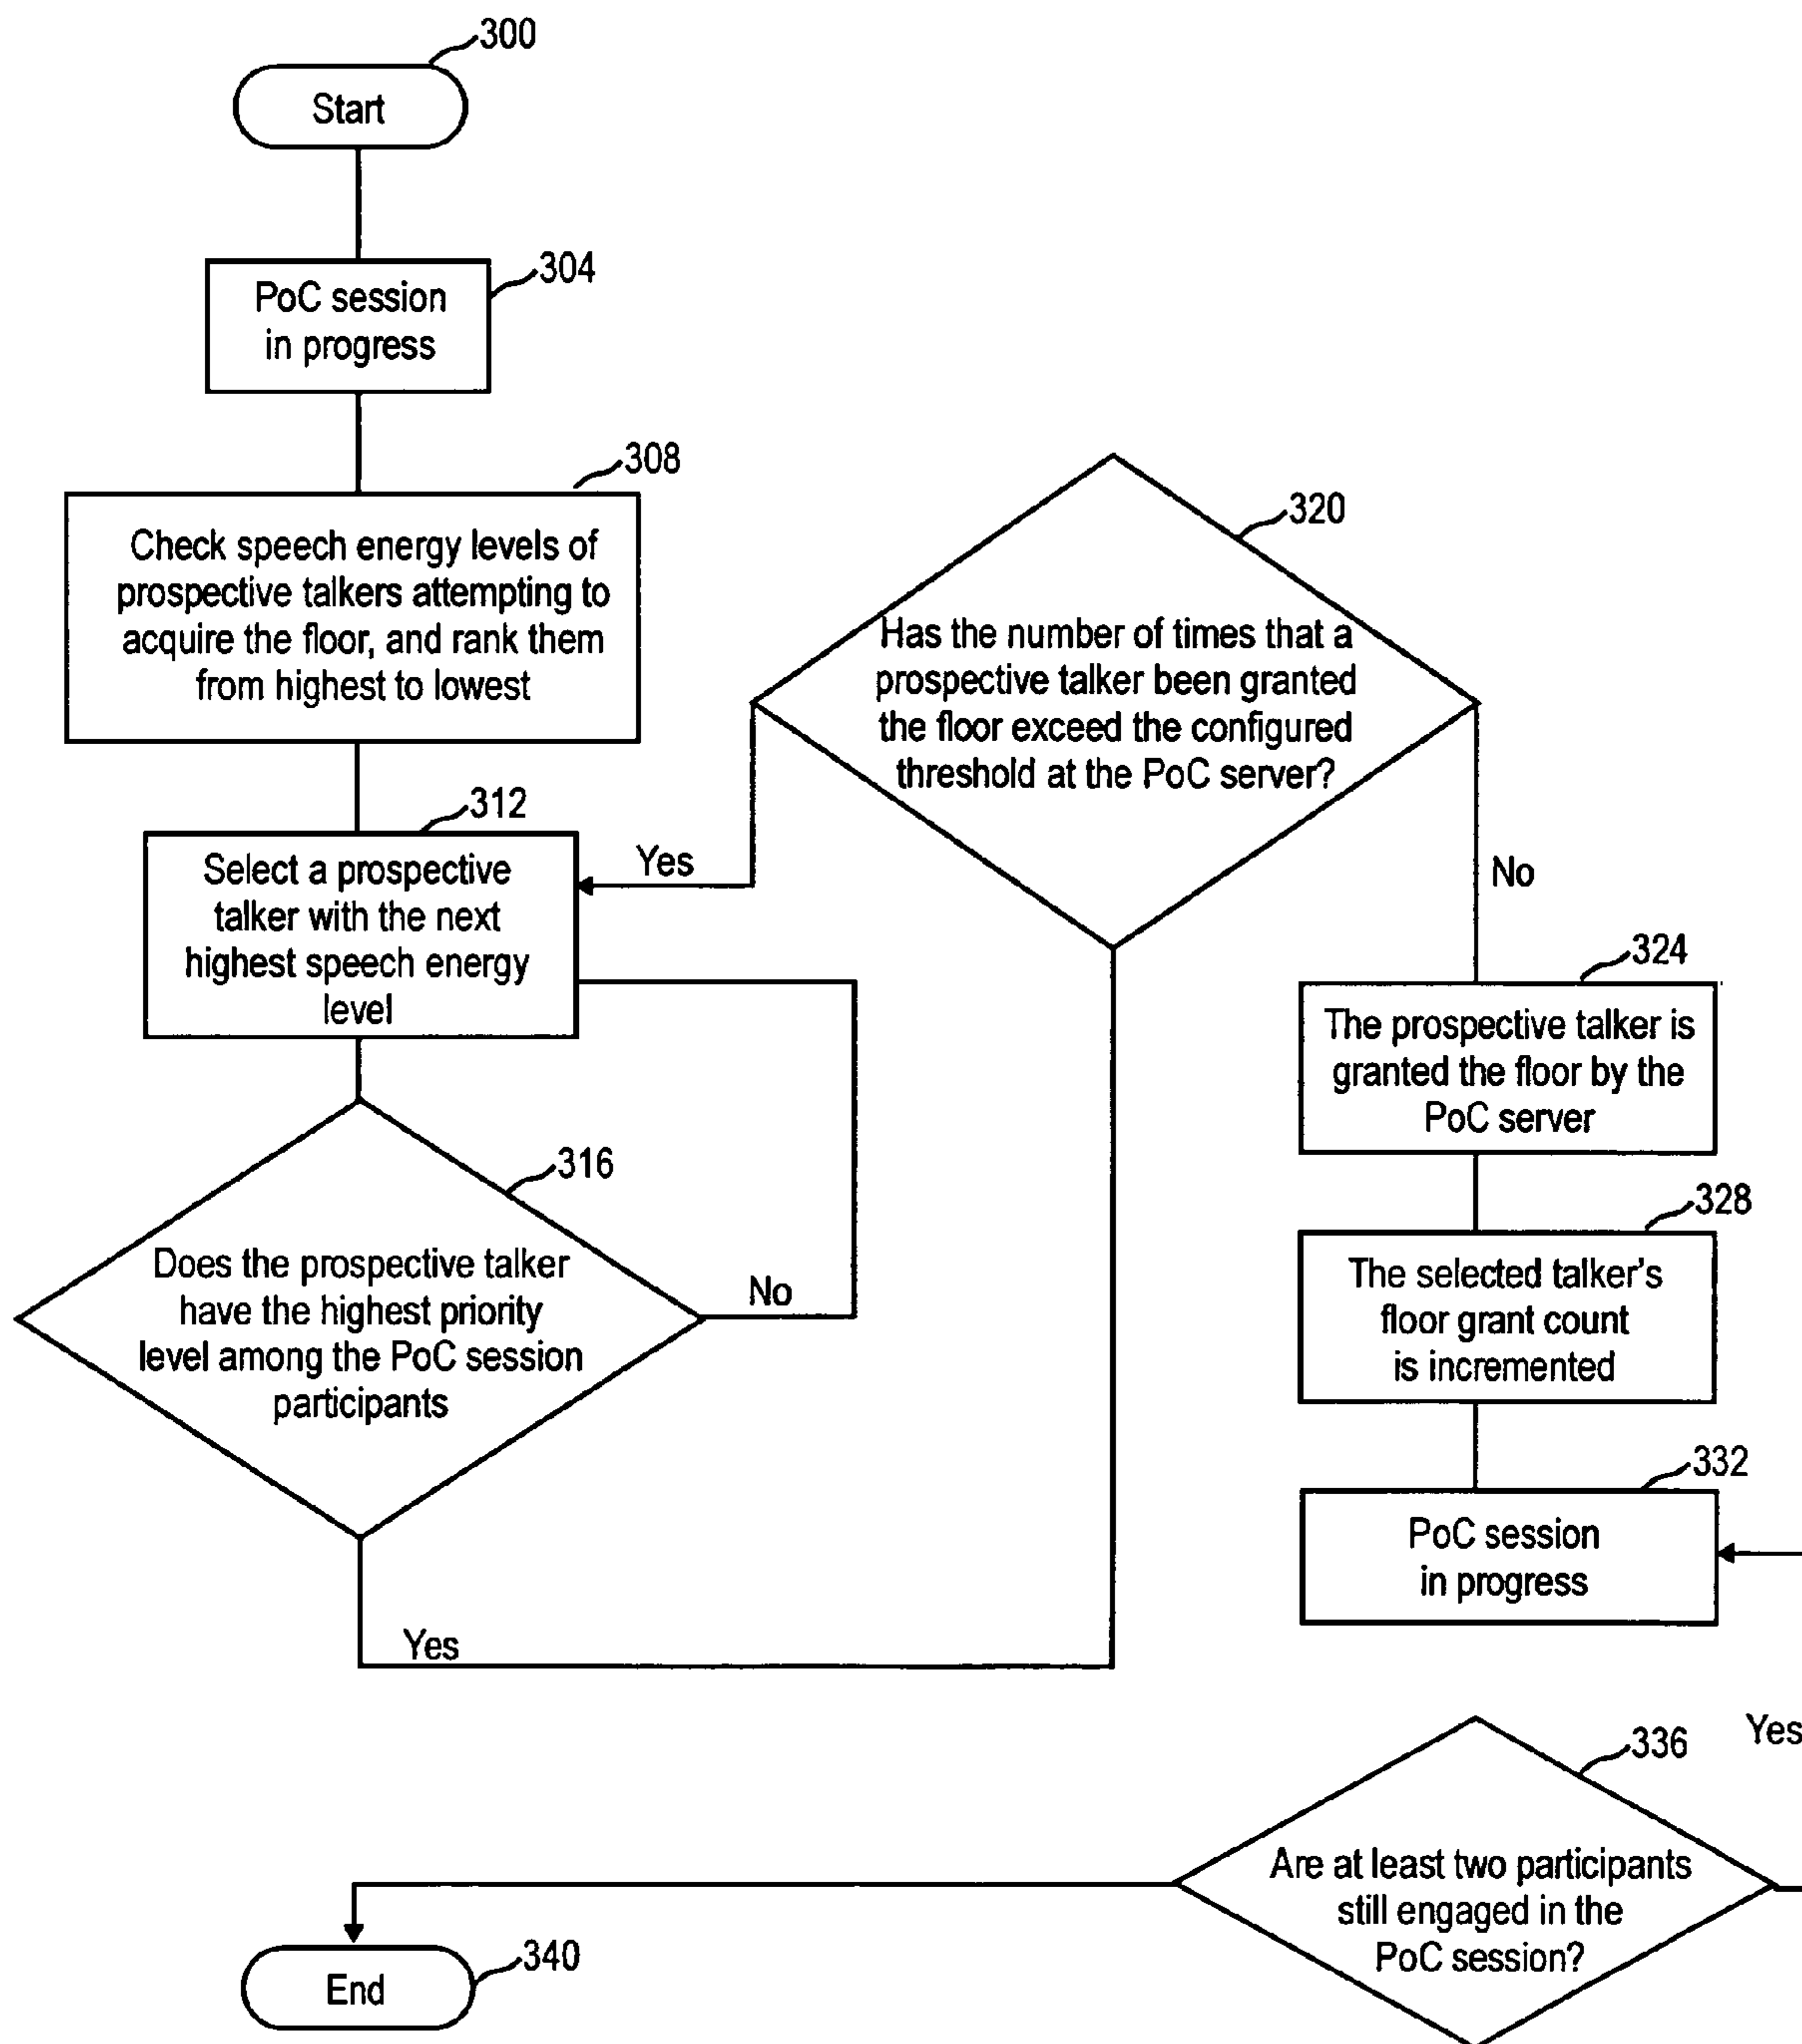 300
Start
304
PoC session
in progress
308
Check speech energy levels of
prospective talkers attempting to
acquire the floor, and rank them
from highest to lowest
312
Select a prospective
talker with the next
highest speech energy
level
316
Does the prospective talker
have the highest priority
level among the PoC session
participants
No
Yes
320
Has the number of times that a
prospective talker been granted
the floor exceed the configured
threshold at the PoC server?
Yes
No
324
The prospective talker is
granted the floor by the
PoC server
328
The selected talker's
floor grant count
is incremented
332
PoC session
in progress
336
Yes
Are at least two participants
still engaged in the
PoC session?
340
End